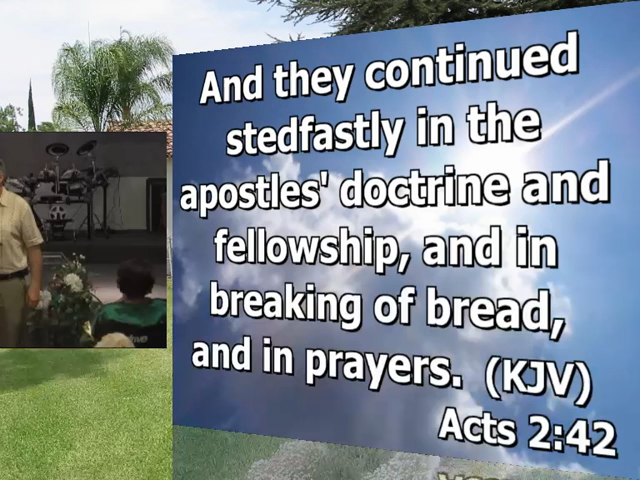 And they continued
stedfastly in the
apostles' doctrine and
fellowship, and in
breaking of bread,
and in prayers. (KJV)
Acts 2:42